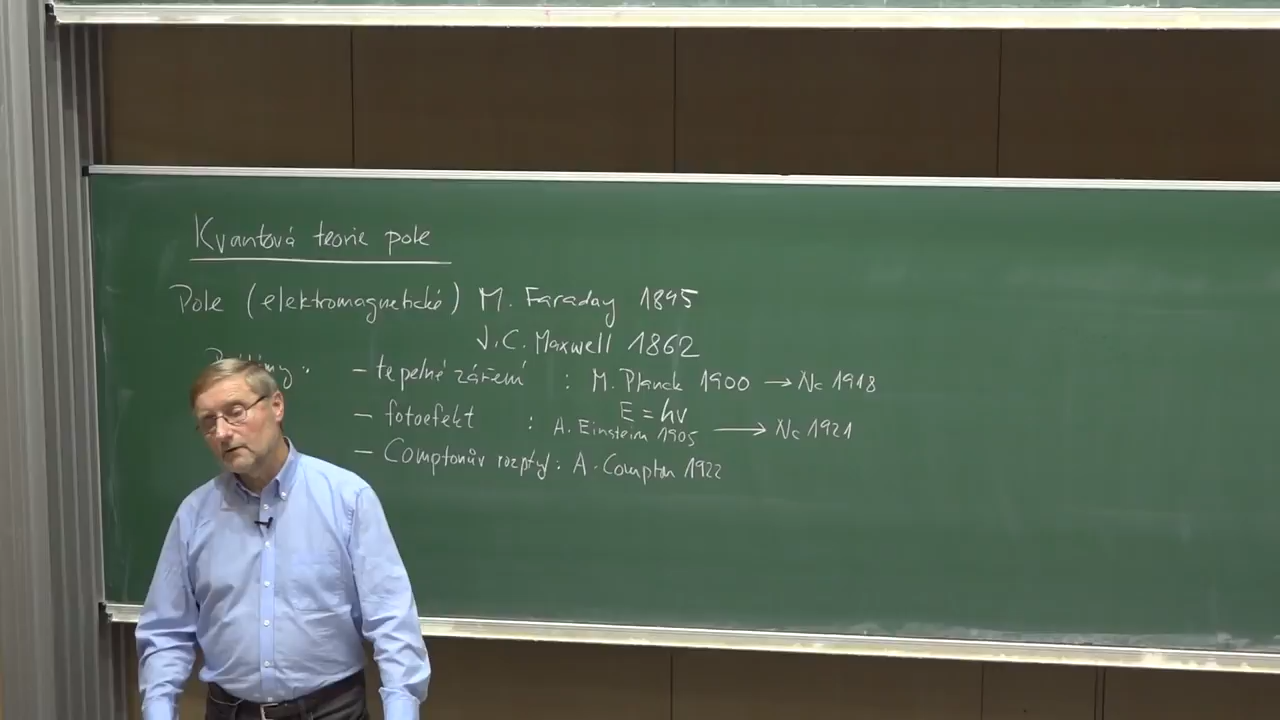 Kvantová teorie pole
Pole (elektromagnetické) M. Faraday 1845
J.C. Maxwell 1862
– tepelné záření : M. Planck 1900 → Nc 1918
E = hν
– fotoefekt : A. Einstein 1905 → Nc 1921
– Comptonův rozptyl : A. Compton 1922